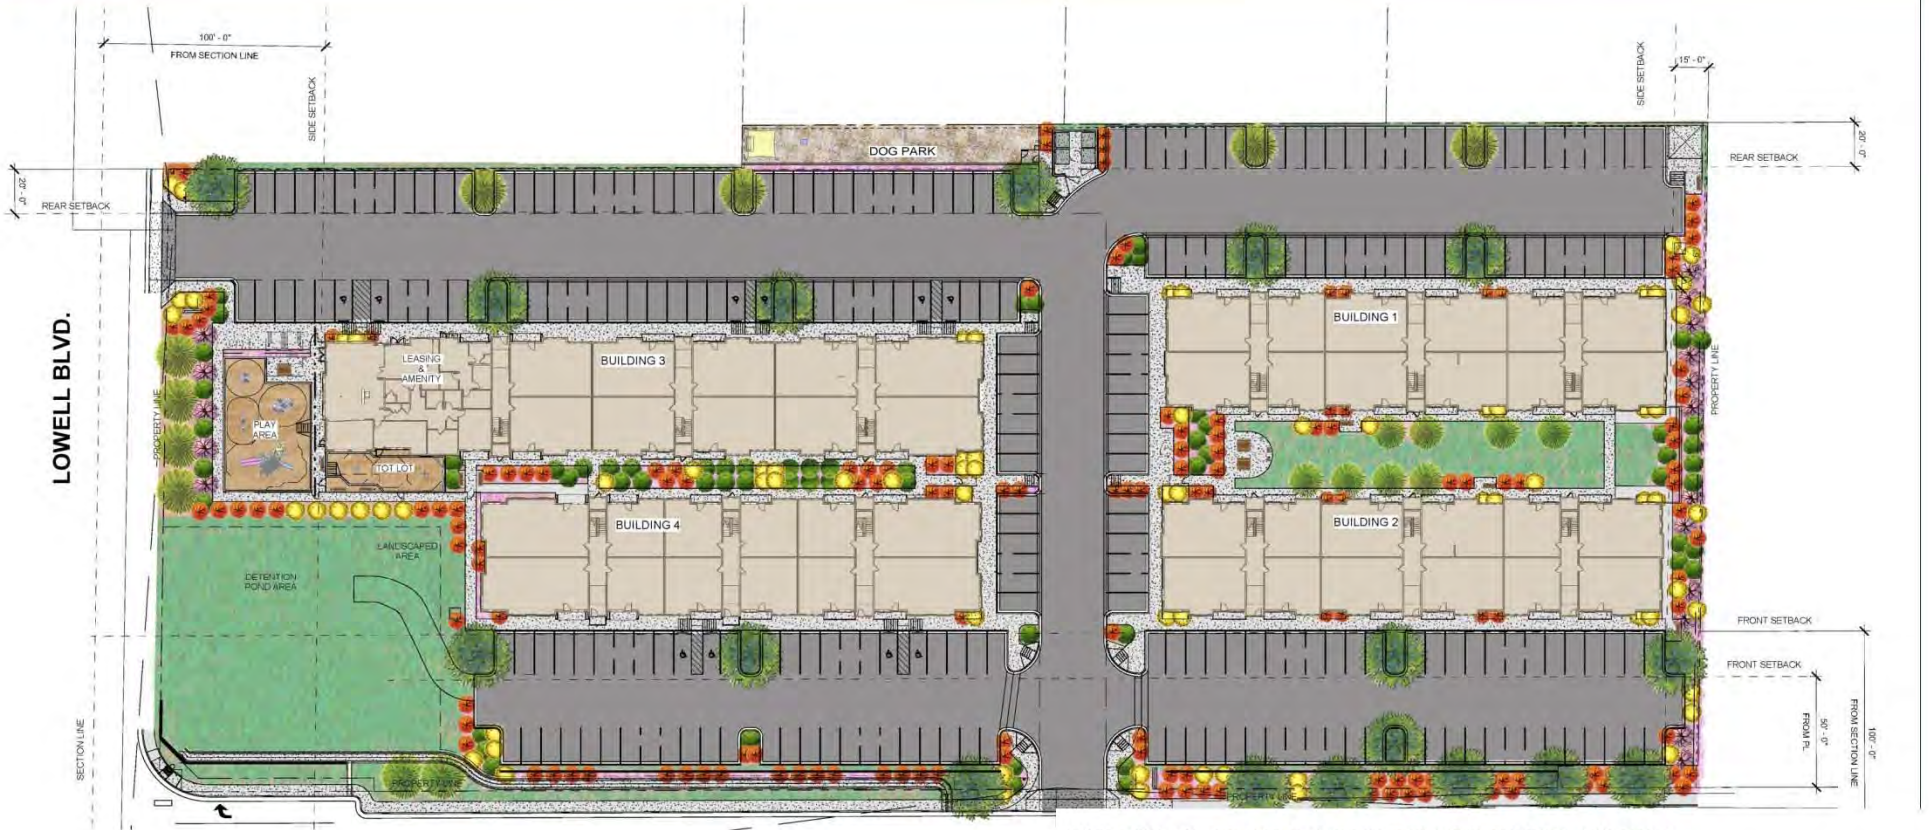 100' - 0"
FROM SECTION LINE
SIDE SETBACK
SIDE SETBACK
15' - 0"
20' - 0"
REAR SETBACK
20' - 0"
REAR SETBACK
DOG PARK
LOWELL BLVD.
PROPERTY LINE
LEASING
&
AMENITY
BUILDING 3
BUILDING 1
PROPERTY LINE
PLAY
AREA
TOT LOT
BUILDING 4
BUILDING 2
LANDSCAPED
AREA
DETENTION
POND AREA
FRONT SETBACK
FRONT SETBACK
SECTION LINE
50' - 0"
FROM PL
100' - 0"
FROM SECTION LINE
PROPERTY LINE
PROPERTY LINE